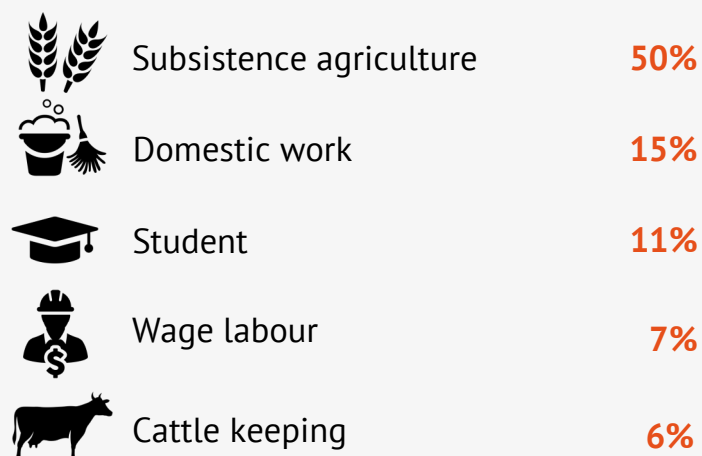 Subsistence agriculture 50%
Domestic work 15%
Student 11%
Wage labour 7%
Cattle keeping 6%